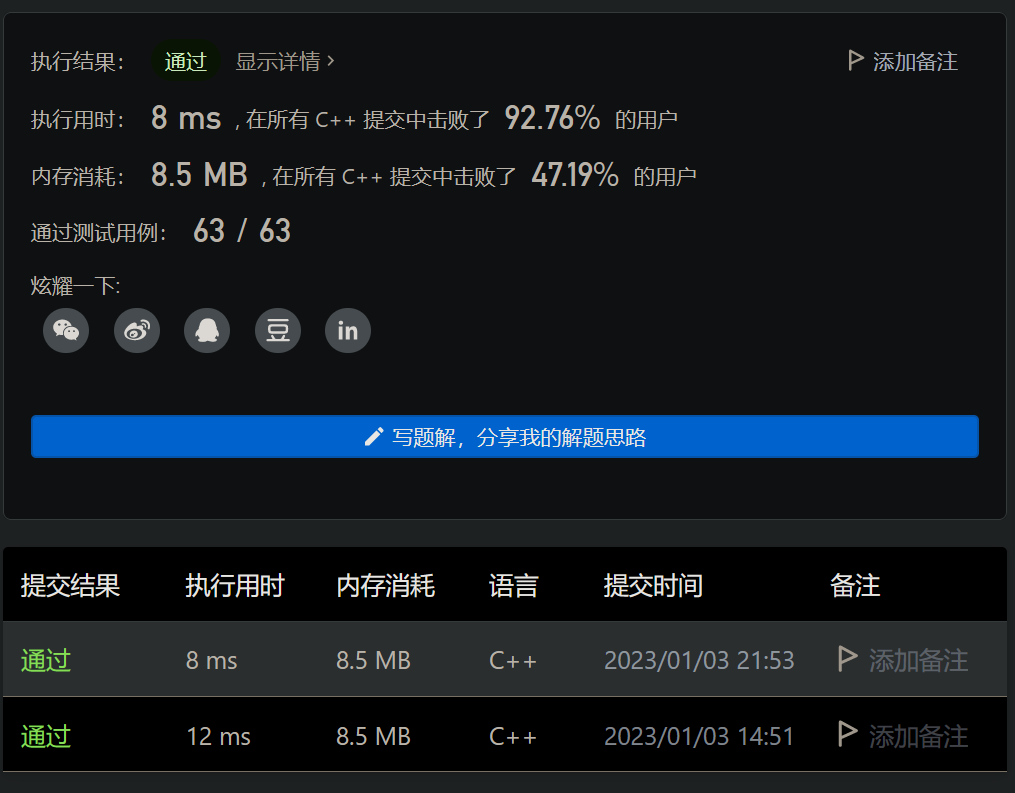 执行结果： 通过 显示详情 > 添加备注
执行用时： 8 ms , 在所有 C++ 提交中击败了 92.76% 的用户
内存消耗： 8.5 MB , 在所有 C++ 提交中击败了 47.19% 的用户
通过测试用例： 63 / 63
炫耀一下:
豆 in
写题解，分享我的解题思路
提交结果 执行用时 内存消耗 语言 提交时间 备注
通过 8 ms 8.5 MB C++ 2023/01/03 21:53 添加备注
通过 12 ms 8.5 MB C++ 2023/01/03 14:51 添加备注